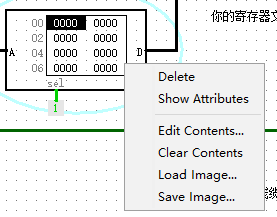 你的寄存器文
00 0000 0000
02 0000 0000
A 04 0000 0000 D
06 0000 0000
sel
1
Delete
Show Attributes
Edit Contents...
Clear Contents
Load Image...
Save Image...